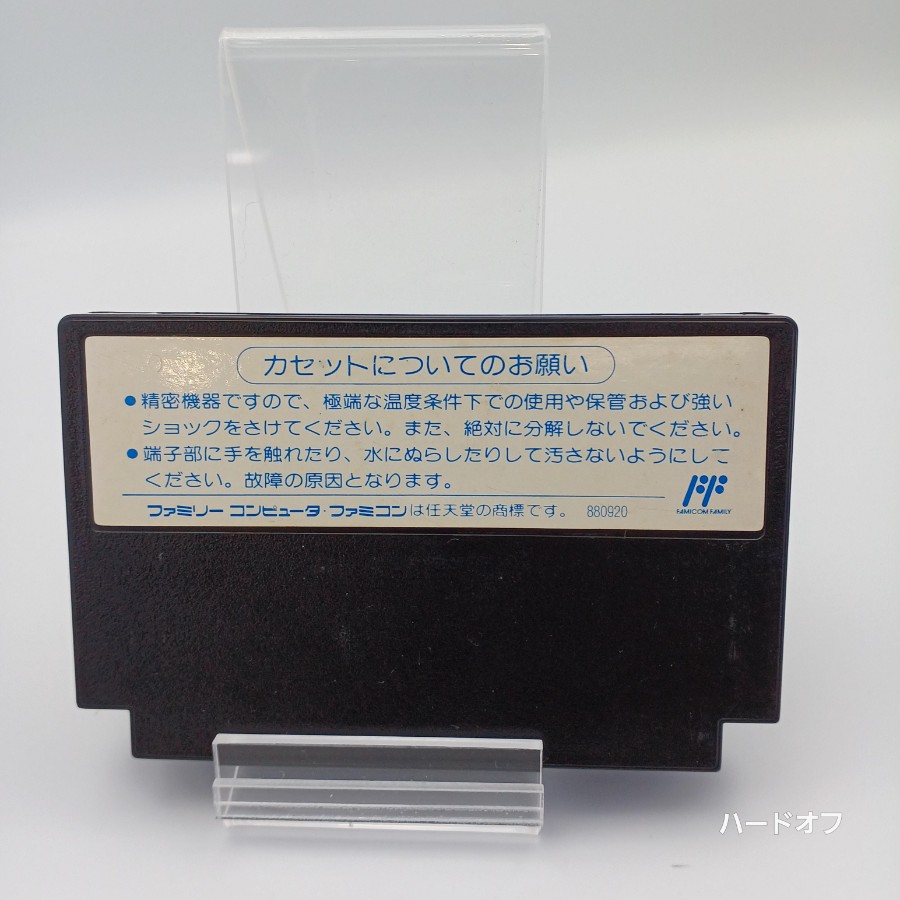 カセットについてのお願い
●精密機器ですので、極端な温度条件下での使用や保管および強い
ショックをさけてください。また、絶対に分解しないでください。
●端子部に手を触れたり、水にぬらしたりして汚さないようにして
ください。故障の原因となります。
ファミリーコンピュータ・ファミコンは任天堂の商標です。 880920
FAMICOM FAMILY
ハードオフ